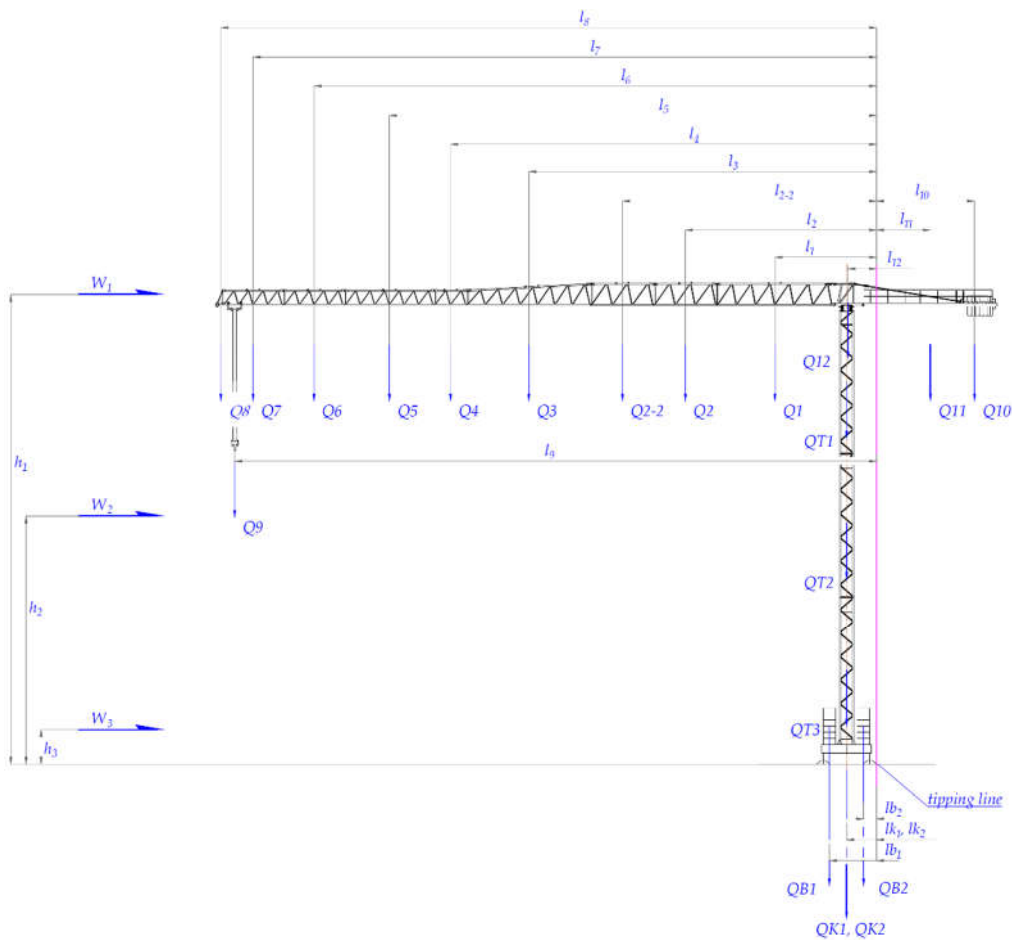 l8
l7
l6
l5
l4
l3
l2-2
l10
l2
l11
l1
l12
W1
Q12
Q8
Q7
Q6
Q5
Q4
Q3
Q2-2
Q2
Q1
Q11
Q10
QT1
h1
l9
W2
Q9
QT2
h2
W3
QT3
h3
tipping line
lb2
lk1, lk2
lb1
QB1
QB2
QK1, QK2